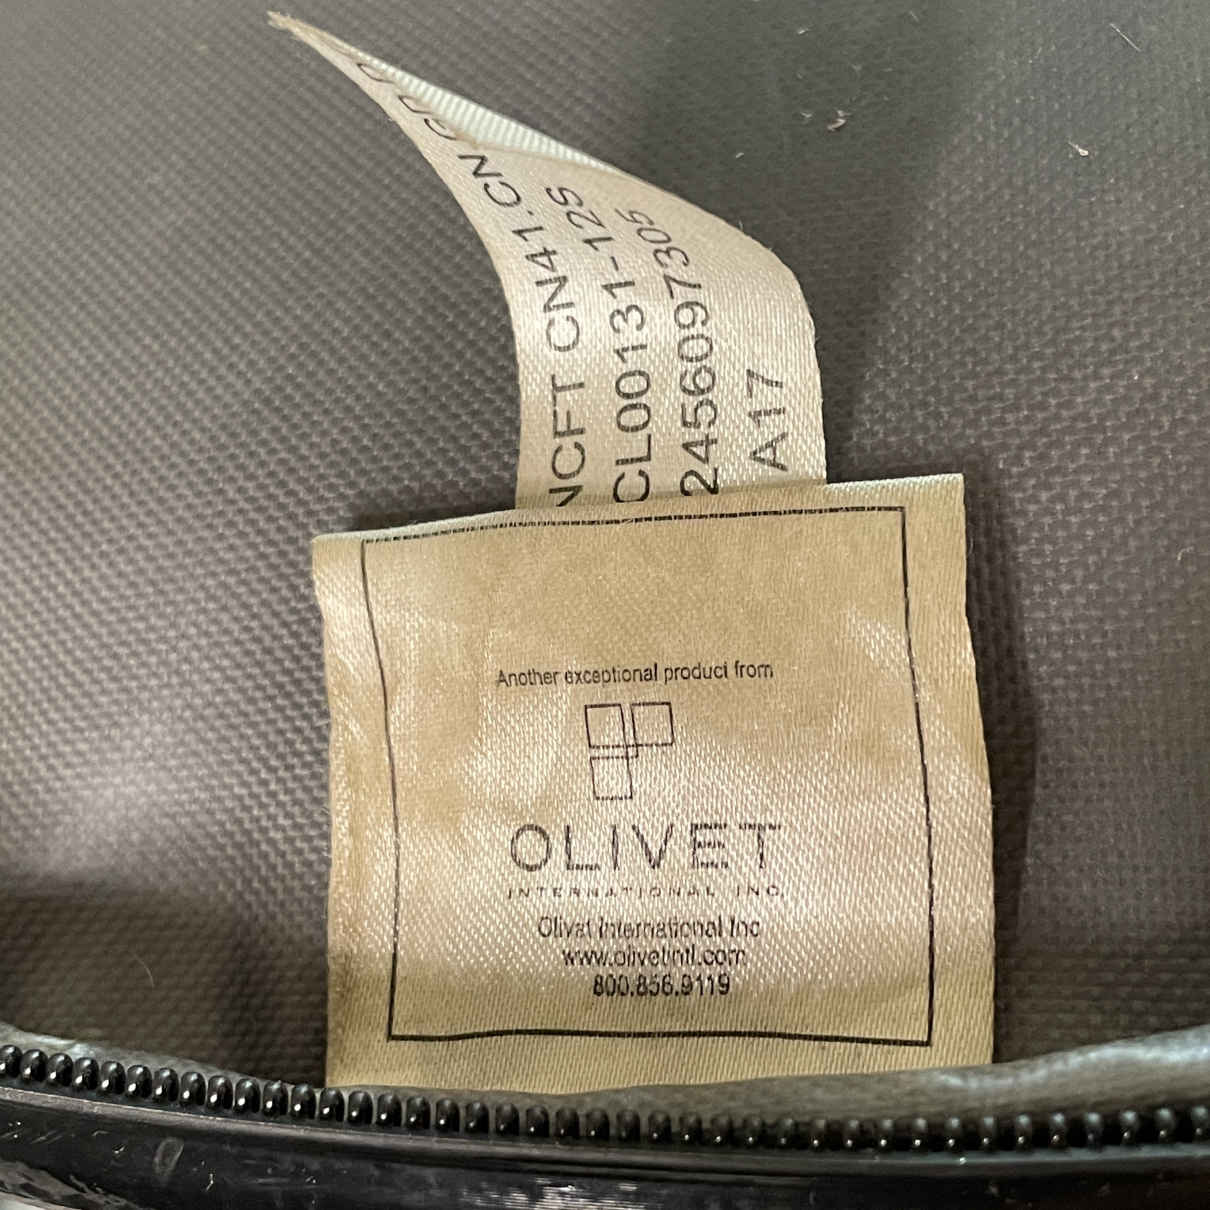 NCFT CN41.CN GD
CL00131-12S
2456097305
A17
Another exceptional product from
OLIVET
INTERNATIONAL INC.
Olivet International Inc
www.olivetintl.com
800.856.9119